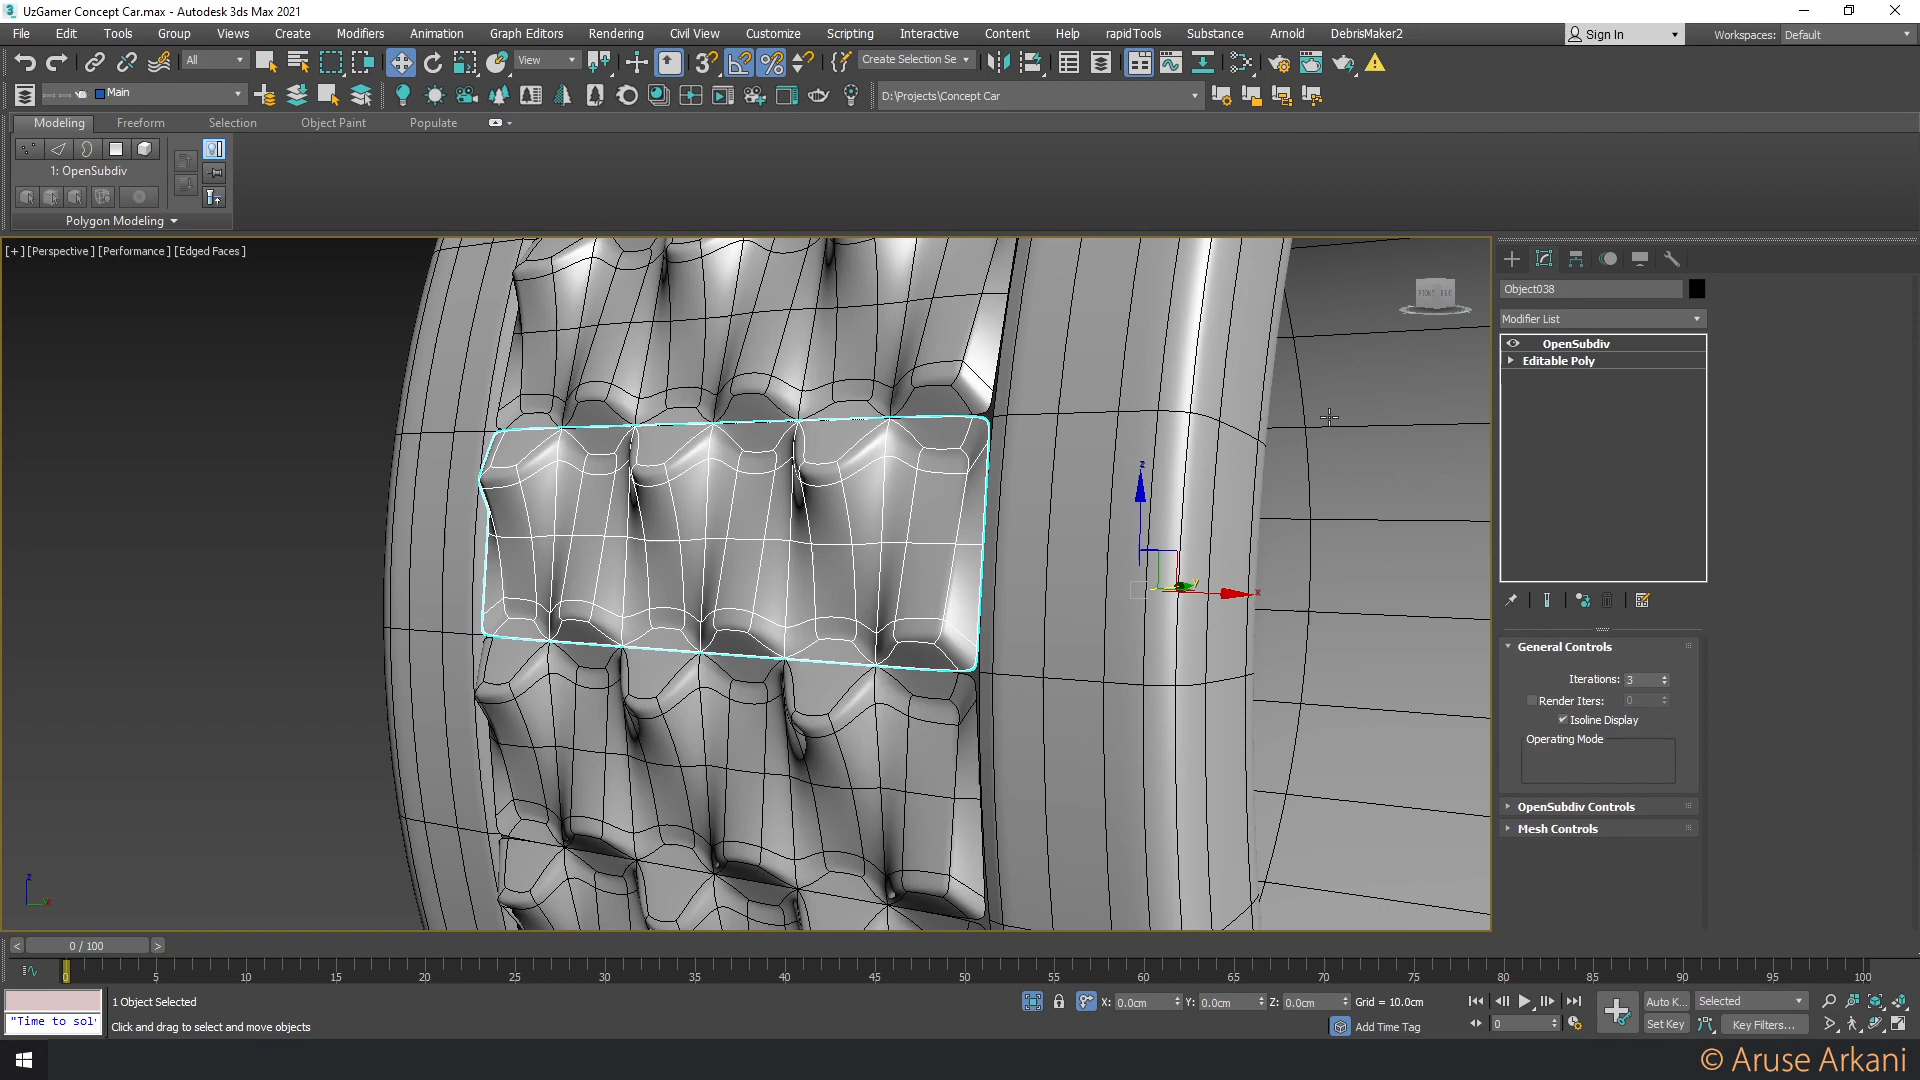 UzGamer Concept Car.max - Autodesk 3ds Max 2021
File Edit Tools Group Views Create Modifiers Animation Graph Editors Rendering Civil View Customize Scripting Interactive Content Help rapidTools Substance Arnold DebrisMaker2
Sign In
Workspaces: Default
All
View
Create Selection Se
Main
D:\Projects\Concept Car
Modeling Freeform Selection Object Paint Populate
1: OpenSubdiv
Polygon Modeling
[+] [Perspective] [Performance] [Edged Faces]
z
y
x
z
Object038
Modifier List
OpenSubdiv
Editable Poly
General Controls
Iterations: 3
Render Iters: 0
Isoline Display
Operating Mode
OpenSubdiv Controls
Mesh Controls
< 0 / 100 >
0 5 10 15 20 25 30 35 40 45 50 55 60 65 70 75 80 85 90 95 100
1 Object Selected
X: 0.0cm Y: 0.0cm Z: 0.0cm Grid = 10.0cm
Auto K... Selected
"Time to sol
Click and drag to select and move objects
Add Time Tag
0
Set Key Key Filters...
© Aruse Arkani